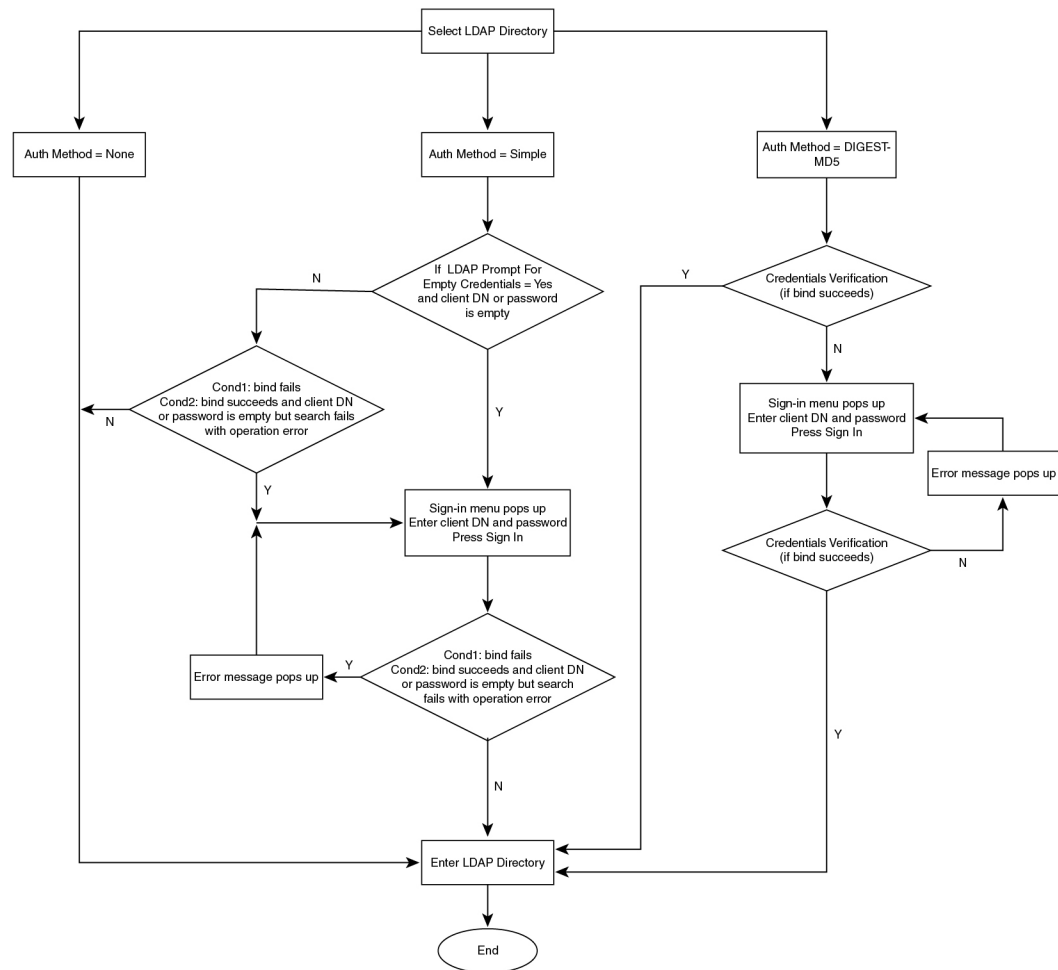 Select LDAP Directory
Auth Method = None
Auth Method = Simple
Auth Method = DIGEST-
MD5
If LDAP Prompt For
Empty Credentials = Yes
and client DN or password
is empty
N
Y
Credentials Verification
(if bind succeeds)
Y
N
Cond1: bind fails
Cond2: bind succeeds and client DN
or password is empty but search fails
with operation error
N
Y
Sign-in menu pops up
Enter client DN and password
Press Sign In
Error message pops up
Sign-in menu pops up
Enter client DN and password
Press Sign In
Credentials Verification
(if bind succeeds)
N
Y
Cond1: bind fails
Cond2: bind succeeds and client DN
or password is empty but search
fails with operation error
Y
Error message pops up
N
Enter LDAP Directory
End